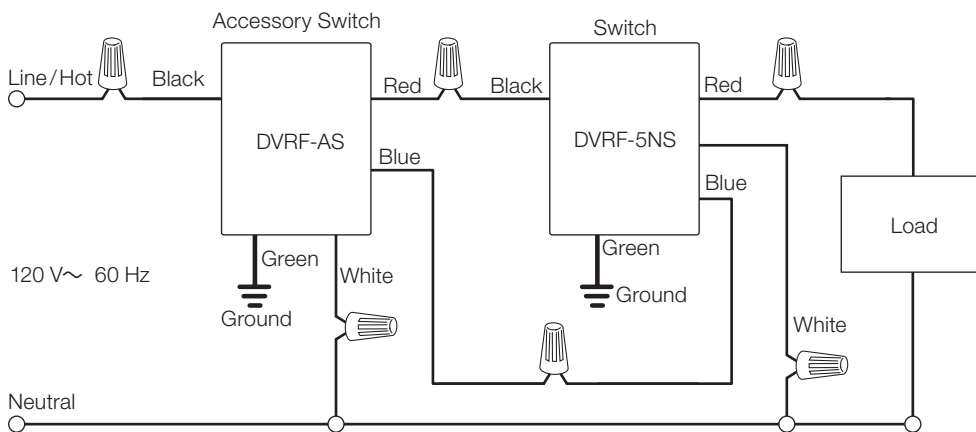 Accessory Switch
Switch
Line/Hot
Black
Red
Black
Red
DVRF-AS
DVRF-5NS
Blue
Blue
Load
Green
White
Green
120 V~ 60 Hz
Ground
Ground
White
Neutral